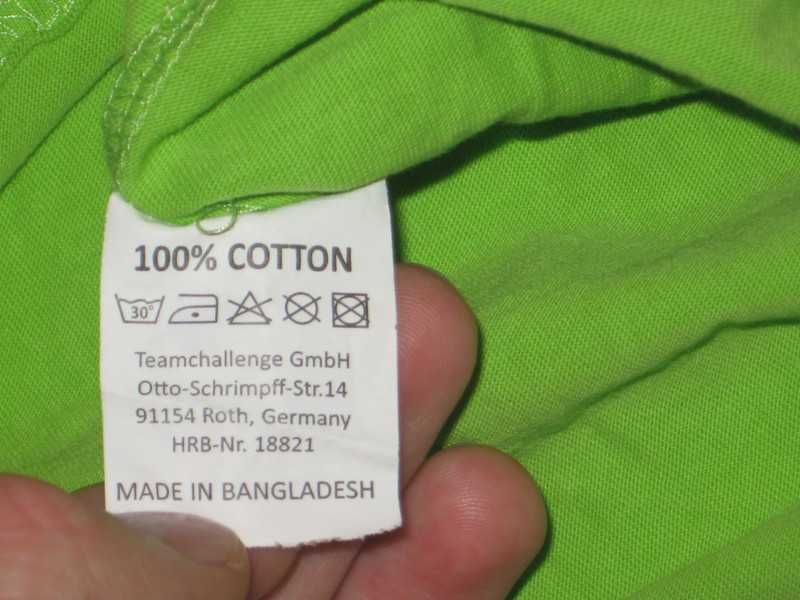 100% COTTON
30°
Teamchallenge GmbH
Otto-Schrimpff-Str.14
91154 Roth, Germany
HRB-Nr. 18821
MADE IN BANGLADESH